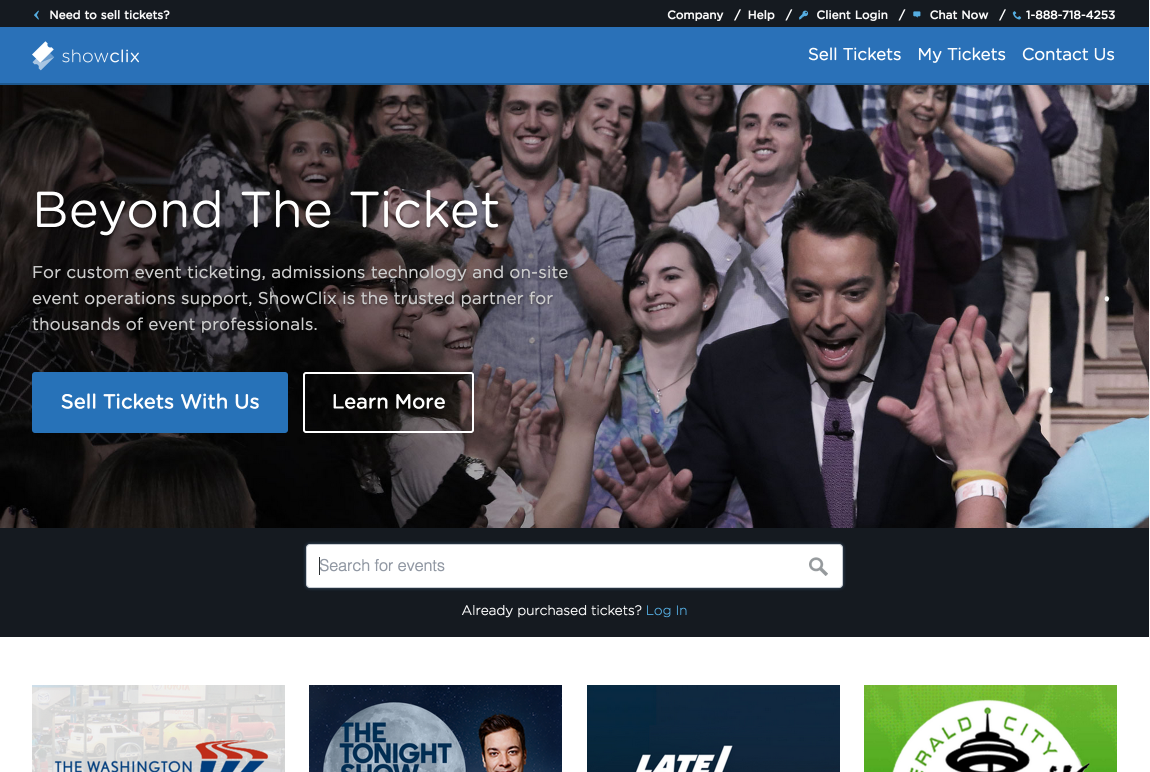 Need to sell tickets?
Company / Help / Client Login / Chat Now / 1-888-718-4253
showclix
Sell Tickets My Tickets Contact Us
Beyond The Ticket
For custom event ticketing, admissions technology and on-site
event operations support, ShowClix is the trusted partner for
thousands of event professionals.
Sell Tickets With Us
Learn More
Search for events
Already purchased tickets? Log In
THE WASHINGTON
THE
TONIGHT
SHOW
LATE
ERALD CITY